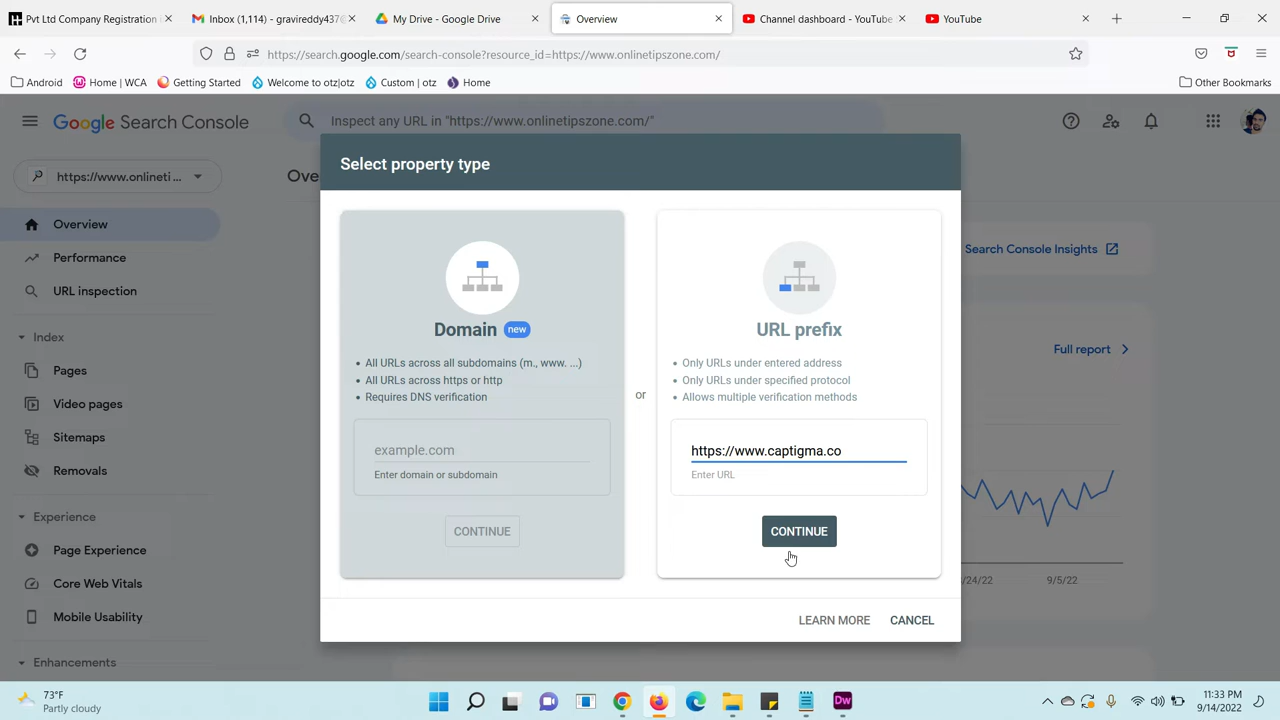 Pvt Ltd Company Registration
Inbox (1,114) - gravireddy437@
My Drive - Google Drive
Overview
Channel dashboard - YouTube
YouTube
https://search.google.com/search-console?resource_id=https://www.onlinetipszone.com/
Android
Home | WCA
Getting Started
Welcome to otz|otz
Custom | otz
Home
Other Bookmarks
Google Search Console
Inspect any URL in "https://www.onlinetipszone.com/"
https://www.onlineti ...
Ove
Select property type
Overview
Performance
URL inspection
Index
Pages
Video pages
Sitemaps
Removals
Experience
Page Experience
Core Web Vitals
Mobile Usability
Enhancements
Search Console Insights
Full report
/24/22
9/5/22
Domain new
All URLs across all subdomains (m., www. ...)
All URLs across https or http
Requires DNS verification
example.com
Enter domain or subdomain
CONTINUE
or
URL prefix
Only URLs under entered address
Only URLs under specified protocol
Allows multiple verification methods
https://www.captigma.co
Enter URL
CONTINUE
LEARN MORE
CANCEL
73°F
Partly cloudy
Dw
11:33 PM
9/14/2022